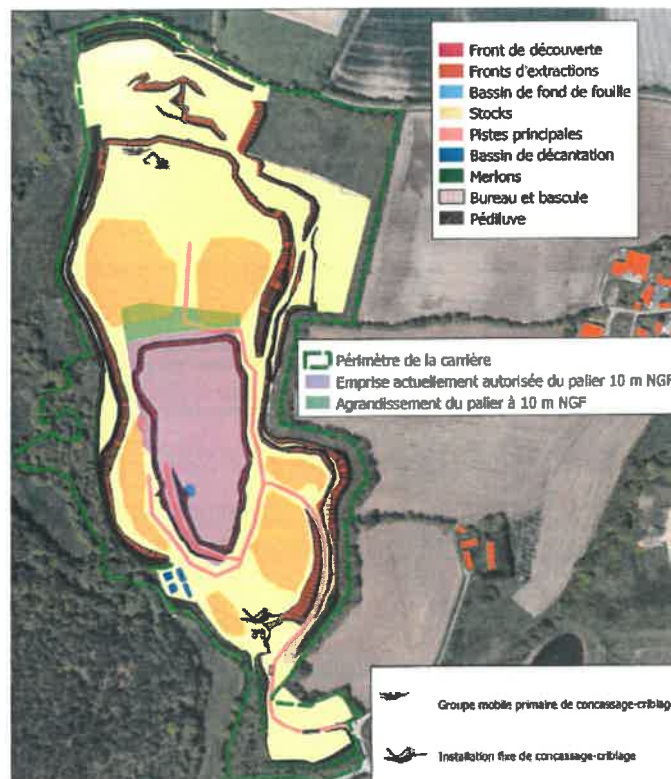 Front de découverte
Fronts d'extractions
Bassin de fond de fouille
Stocks
Pistes principales
Bassin de décantation
Merlons
Bureau et bascule
Pédiluve
Périmètre de la carrière
Emprise actuellement autorisée du palier 10 m NGF
Agrandissement du palier à 10 m NGF
Groupe mobile primaire de concassage-criblage
Installation fixe de concassage-criblage